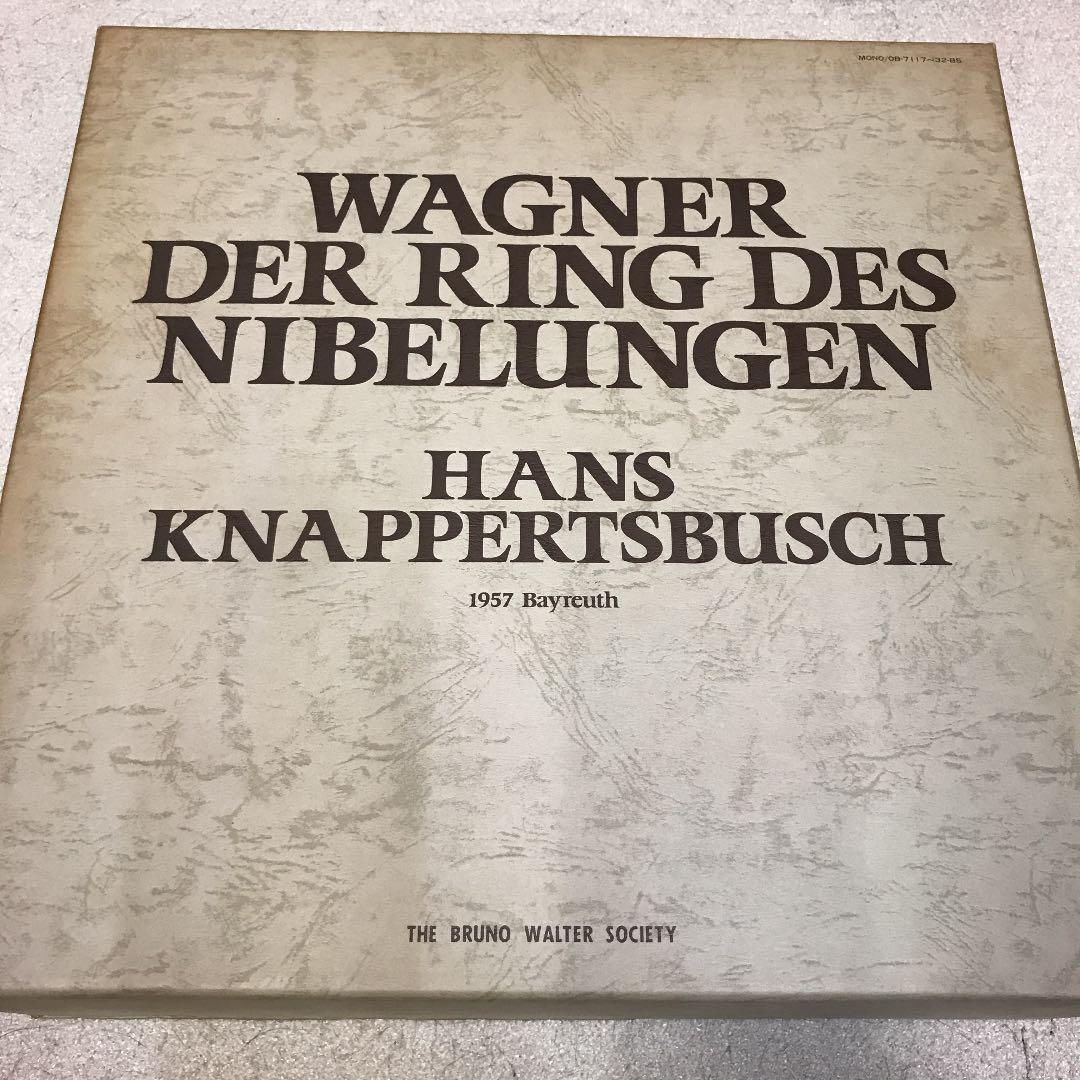 MONO/OB-7117~32-BS
WAGNER
DER RING DES
NIBELUNGEN
HANS
KNAPPERTSBUSCH
1957 Bayreuth
THE BRUNO WALTER SOCIETY